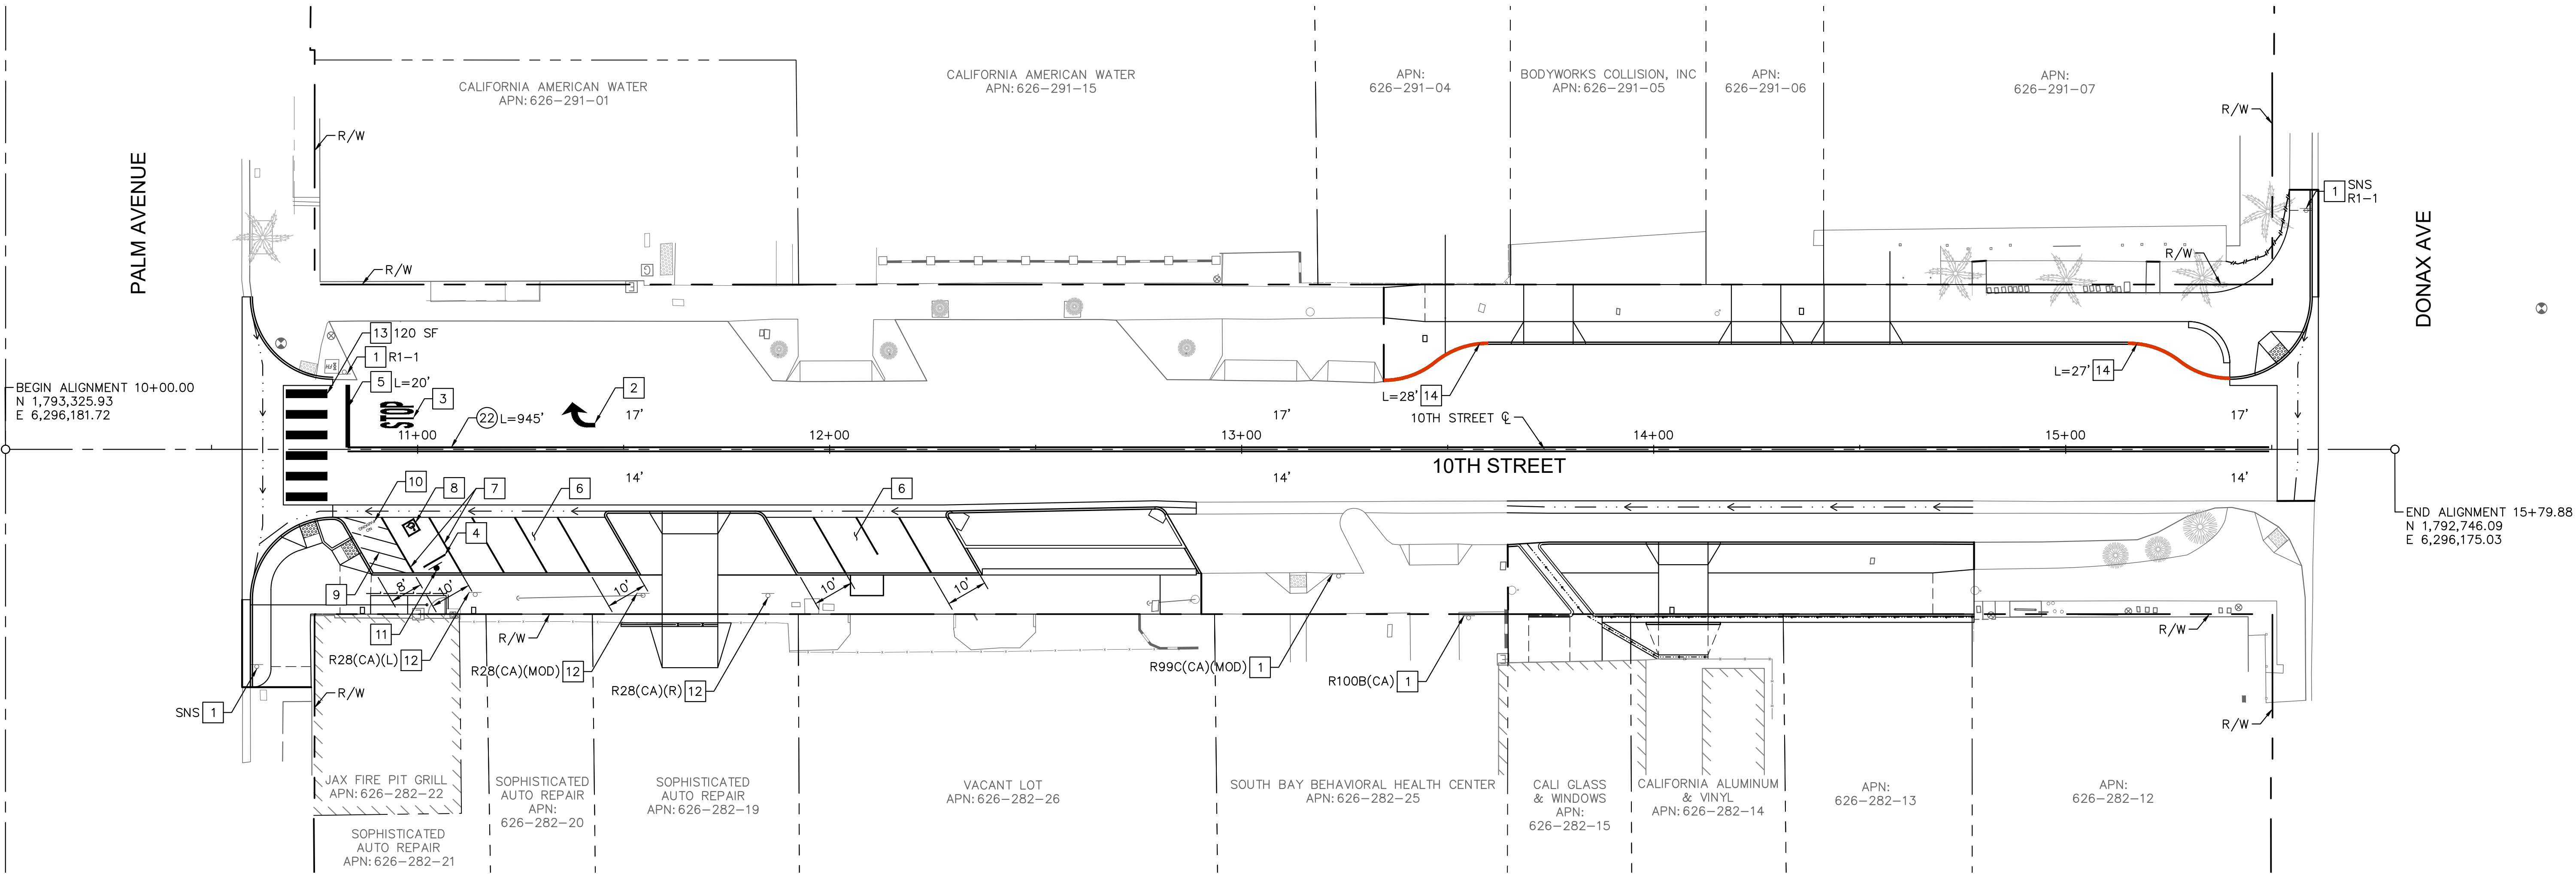 CALIFORNIA AMERICAN WATER
APN: 626-291-01
CALIFORNIA AMERICAN WATER
APN: 626-291-15
APN:
626-291-04
BODYWORKS COLLISION, INC
APN: 626-291-05
APN:
626-291-06
APN:
626-291-07
R/W
R/W
PALM AVENUE
DONAX AVE
1 SNS
R1-1
R/W
R/W
13 120 SF
1 R1-1
5 L=20'
3
2
STOP
22 L=945'
17'
17'
17'
L=28' 14
L=27' 14
10TH STREET ℄
BEGIN ALIGNMENT 10+00.00
N 1,793,325.93
E 6,296,181.72
11+00
12+00
13+00
14+00
15+00
10TH STREET
14'
14'
14'
10
8
7
6
6
4
NO
PARKING
END ALIGNMENT 15+79.88
N 1,792,746.09
E 6,296,175.03
9
8'
10'
10'
10'
10'
11
R/W
R/W
R28(CA)(L) 12
R28(CA)(MOD) 12
R28(CA)(R) 12
R99C(CA)(MOD) 1
R100B(CA) 1
SNS 1
R/W
R/W
JAX FIRE PIT GRILL
APN: 626-282-22
SOPHISTICATED
AUTO REPAIR
APN: 626-282-21
SOPHISTICATED
AUTO REPAIR
APN:
626-282-20
SOPHISTICATED
AUTO REPAIR
APN: 626-282-19
VACANT LOT
APN: 626-282-26
SOUTH BAY BEHAVIORAL HEALTH CENTER
APN: 626-282-25
CALI GLASS
& WINDOWS
APN:
626-282-15
CALIFORNIA ALUMINUM
& VINYL
APN: 626-282-14
APN:
626-282-13
APN:
626-282-12